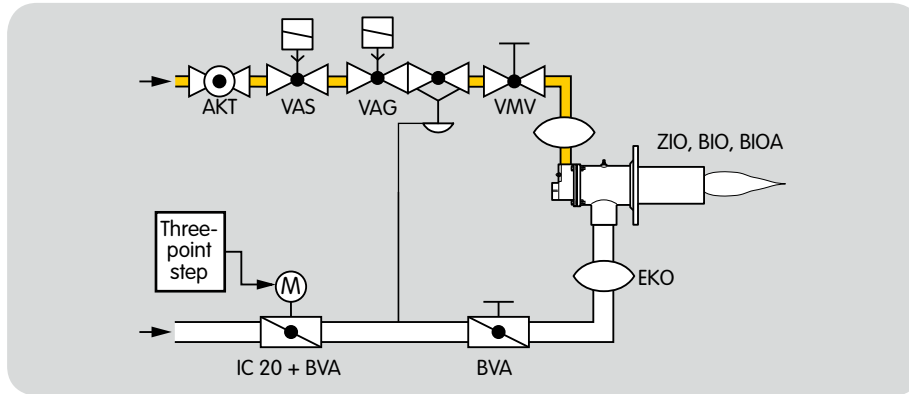 AKT
VAS
VAG
VMV
ZIO, BIO, BIOA
Three-
point
step
M
EKO
IC 20 + BVA
BVA